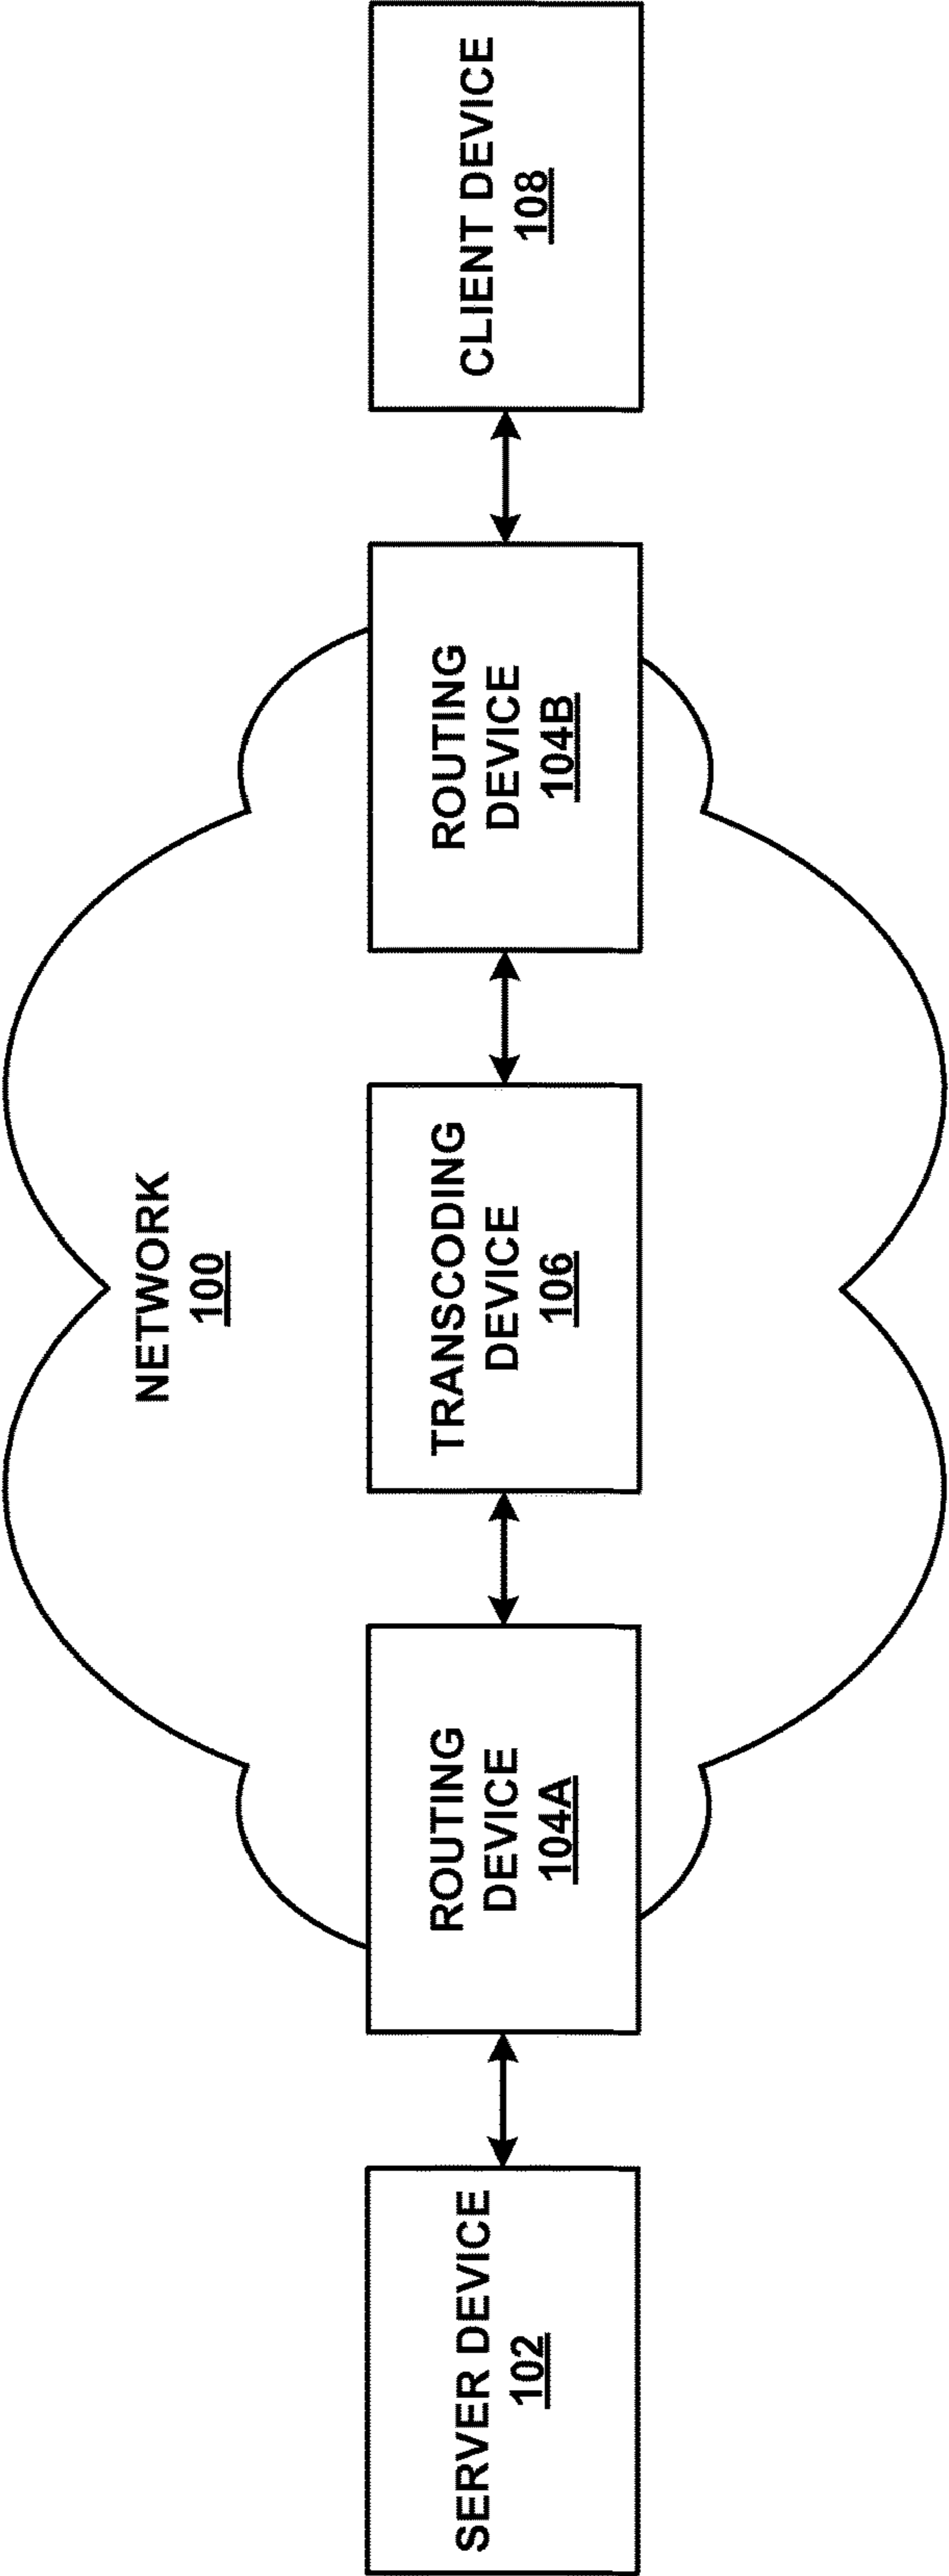 NETWORK
100
SERVER DEVICE
102
ROUTING
DEVICE
104A
TRANSCODING
DEVICE
106
ROUTING
DEVICE
104B
CLIENT DEVICE
108